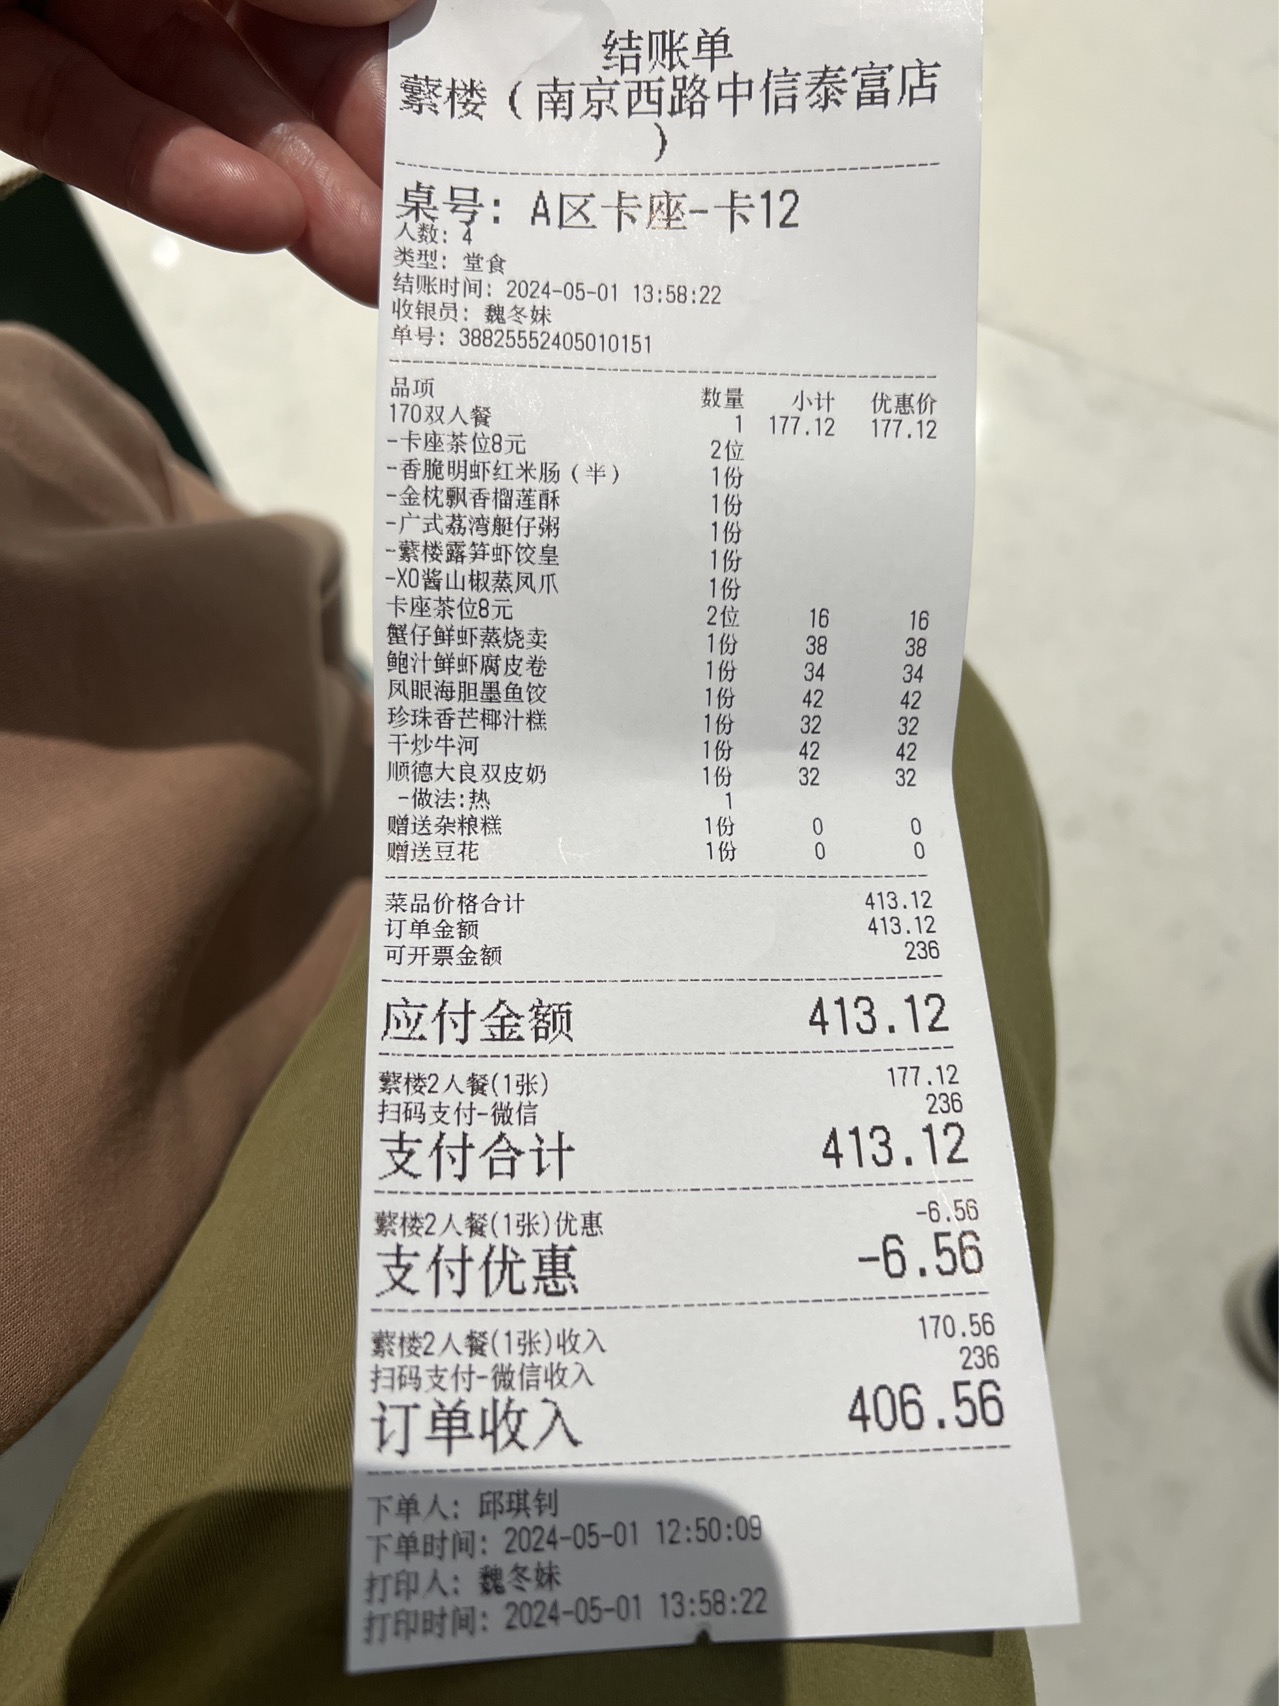 结账单
蘩楼（南京西路中信泰富店
）
桌号: A区卡座-卡12
人数: 4
类型: 堂食
结账时间: 2024-05-01 13:58:22
收银员: 魏冬妹
单号: 38825552405010151
品项 数量 小计 优惠价
170双人餐 1 177.12 177.12
-卡座茶位8元 2位
-香脆明虾红米肠（半） 1份
-金枕飘香榴莲酥 1份
-广式荔湾艇仔粥 1份
-蘩楼露笋虾饺皇 1份
-XO酱山椒蒸凤爪 1份
卡座茶位8元 2位 16 16
蟹仔鲜虾蒸烧卖 1份 38 38
鲍汁鲜虾腐皮卷 1份 34 34
凤眼海胆墨鱼饺 1份 42 42
珍珠香芒椰汁糕 1份 32 32
干炒牛河 1份 42 42
顺德大良双皮奶 1份 32 32
-做法:热 1
赠送杂粮糕 1份 0 0
赠送豆花 1份 0 0
菜品价格合计 413.12
订单金额 413.12
可开票金额 236
应付金额 413.12
蘩楼2人餐(1张) 177.12
扫码支付-微信 236
支付合计 413.12
蘩楼2人餐(1张)优惠 -6.56
支付优惠 -6.56
蘩楼2人餐(1张)收入 170.56
扫码支付-微信收入 236
订单收入 406.56
下单人: 邱琪钊
下单时间: 2024-05-01 12:50:09
打印人: 魏冬妹
打印时间: 2024-05-01 13:58:22